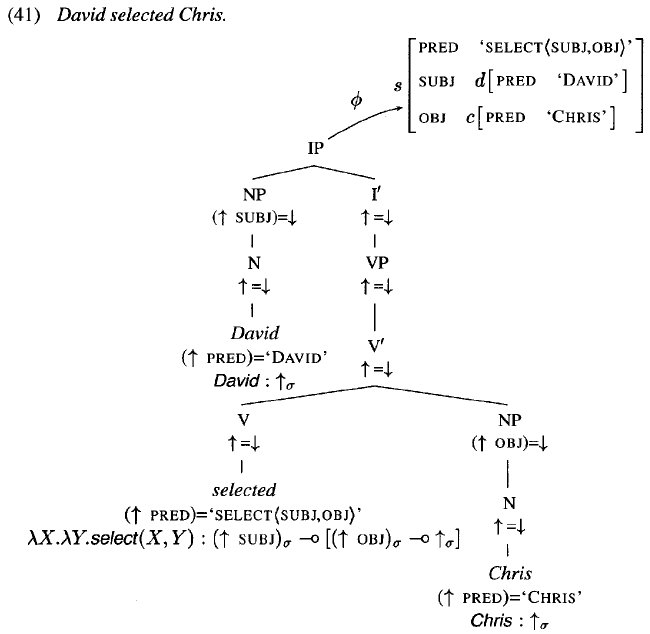 (41) David selected Chris.
PRED ‘SELECT⟨SUBJ,OBJ⟩’
s SUBJ d[PRED ‘DAVID’]
OBJ c[PRED ‘CHRIS’]
ϕ
IP
NP I′
(↑ SUBJ)=↓ ↑=↓
N VP
↑=↓ ↑=↓
David
(↑ PRED)=‘DAVID’
David : ↑σ
V′
↑=↓
V NP
↑=↓ (↑ OBJ)=↓
selected
(↑ PRED)=‘SELECT⟨SUBJ,OBJ⟩’
λX.λY.select(X, Y) : (↑ SUBJ)σ ⊸ [(↑ OBJ)σ ⊸ ↑σ]
N
↑=↓
Chris
(↑ PRED)=‘CHRIS’
Chris : ↑σ